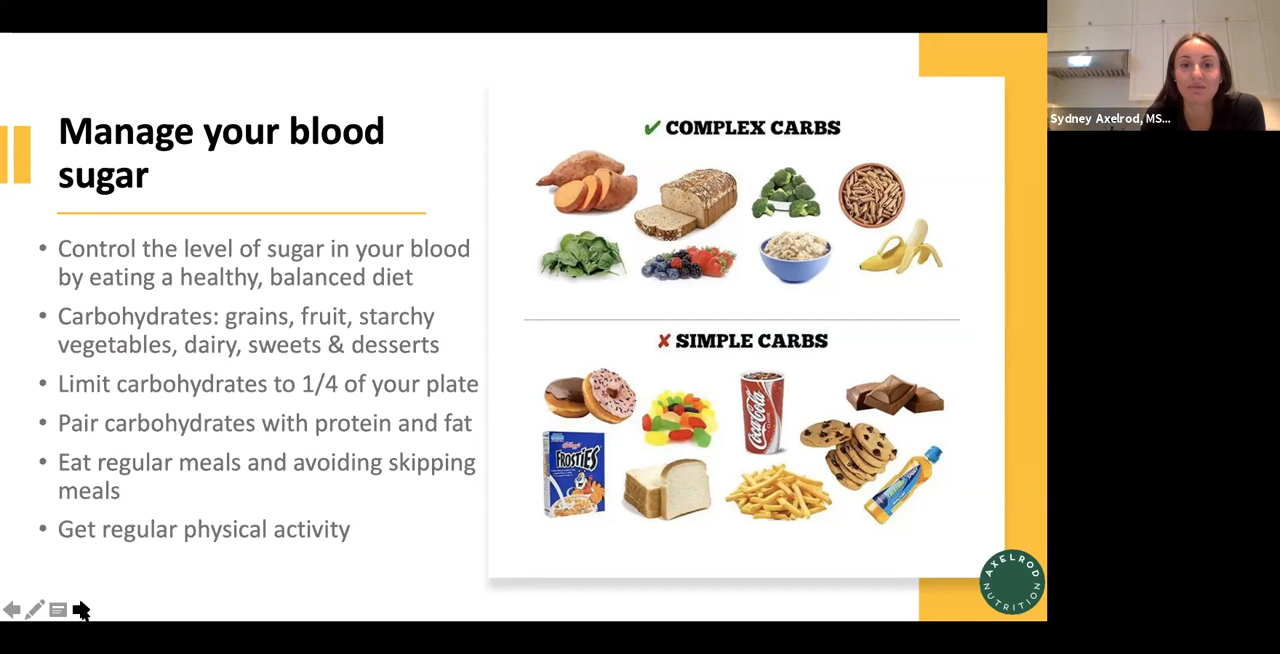 Manage your blood
sugar
• Control the level of sugar in your blood
by eating a healthy, balanced diet
• Carbohydrates: grains, fruit, starchy
vegetables, dairy, sweets & desserts
• Limit carbohydrates to 1/4 of your plate
• Pair carbohydrates with protein and fat
• Eat regular meals and avoiding skipping
meals
• Get regular physical activity
✔ COMPLEX CARBS
✘ SIMPLE CARBS
Coca-Cola
Kellogg's
FROSTIES
AXELROD
NUTRITION
Sydney Axelrod, MS...